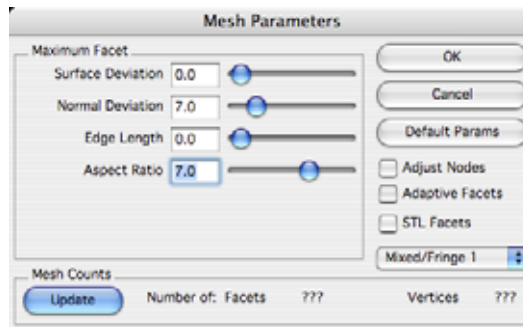 Mesh Parameters
Maximum Facet
Surface Deviation 0.0
Normal Deviation 7.0
Edge Length 0.0
Aspect Ratio 7.0
OK
Cancel
Default Params
Adjust Nodes
Adaptive Facets
STL Facets
Mixed/Fringe 1
Mesh Counts
Update Number of: Facets ??? Vertices ???